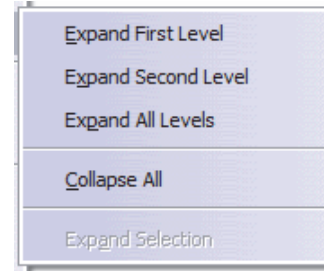 Expand First Level
Expand Second Level
Expand All Levels
Collapse All
Expand Selection